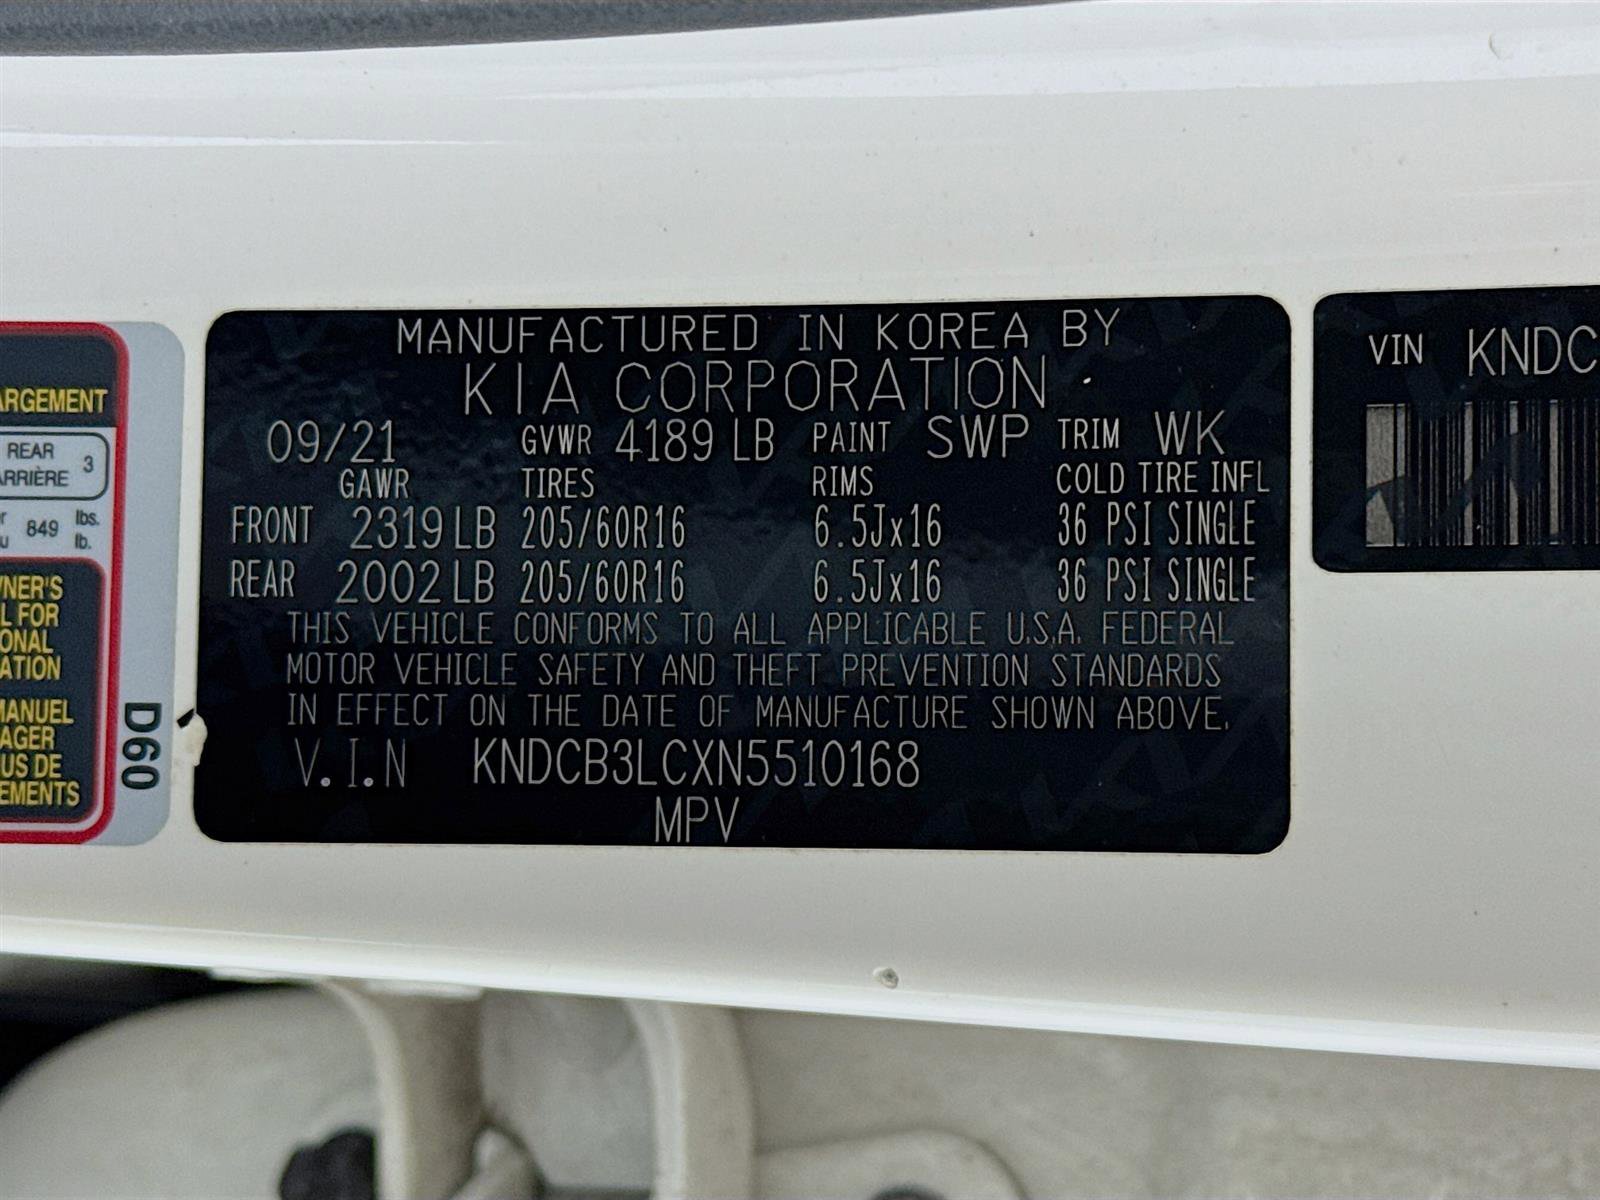 MANUFACTURED IN KOREA BY
KIA CORPORATION
09/21 GVWR 4189 LB PAINT SWP TRIM WK
GAWR TIRES RIMS COLD TIRE INFL
FRONT 2319 LB 205/60R16 6.5Jx16 36 PSI SINGLE
REAR 2002 LB 205/60R16 6.5Jx16 36 PSI SINGLE
THIS VEHICLE CONFORMS TO ALL APPLICABLE U.S.A. FEDERAL
MOTOR VEHICLE SAFETY AND THEFT PREVENTION STANDARDS
IN EFFECT ON THE DATE OF MANUFACTURE SHOWN ABOVE.
V.I.N KNDCB3LCXN5510168
MPV
ARGEMENT
REAR 3
ARRIÈRE
849 lbs.
lb.
WNER'S
L FOR
ONAL
ATION
MANUEL
AGER
US DE
EMENTS
D60
VIN KNDC